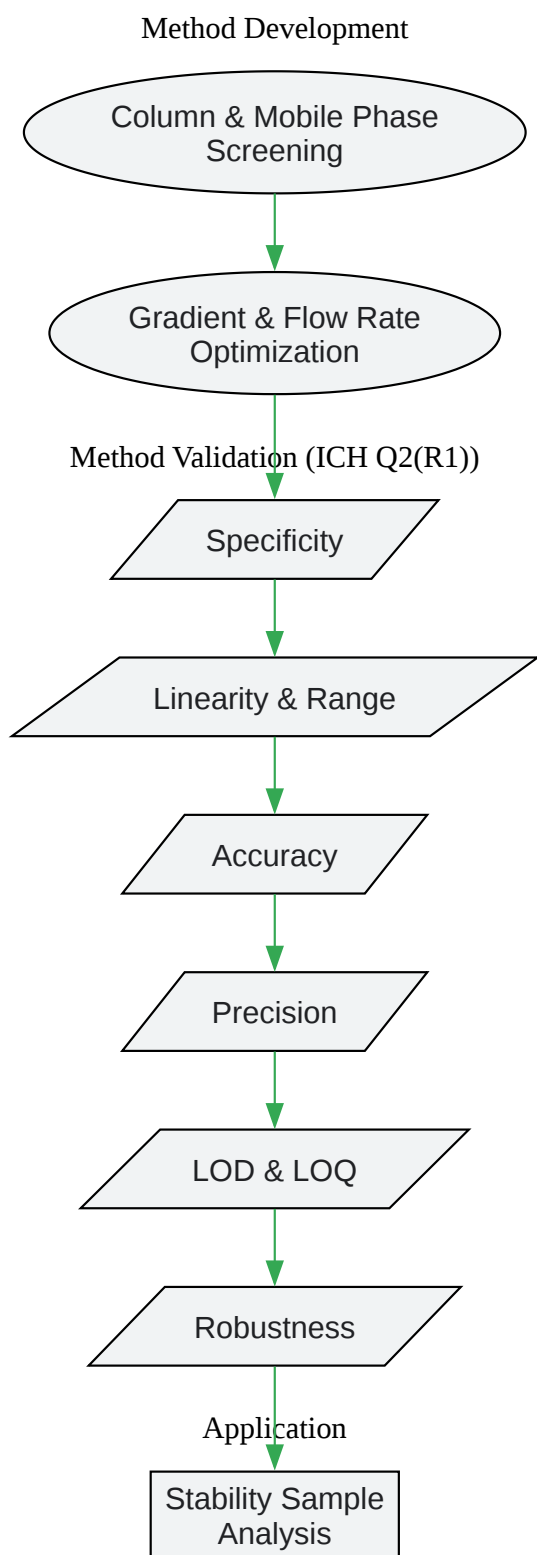 Method Development
Column & Mobile Phase
Screening
Gradient & Flow Rate
Optimization
Method Validation (ICH Q2(R1))
Specificity
Linearity & Range
Accuracy
Precision
LOD & LOQ
Robustness
Application
Stability Sample
Analysis